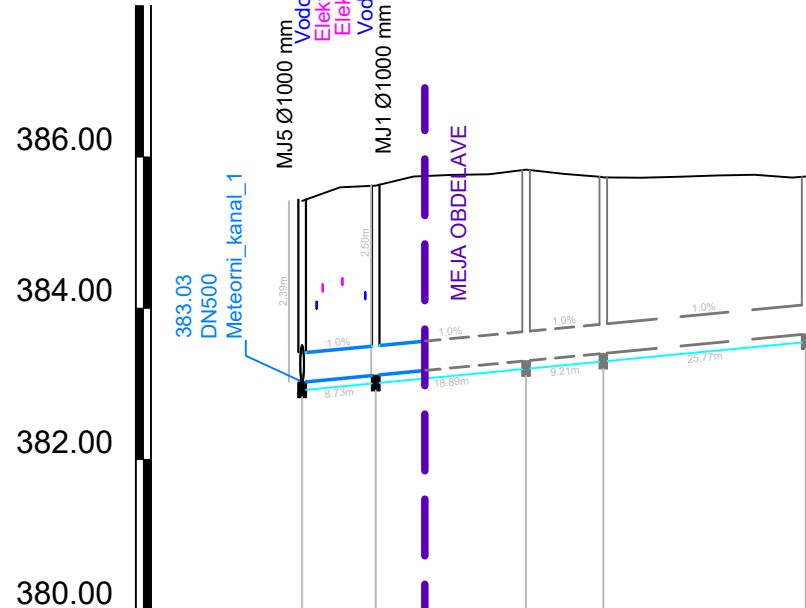 386.00
384.00
382.00
380.00
MJ5 Ø1000 mm
MJ1 Ø1000 mm
MEJA OBDELAVE
383.03
DN500
Meteorni_kanal_1
2.39m
2.50m
1.0%
1.0%
1.0%
1.0%
8.73m
18.89m
9.21m
25.77m